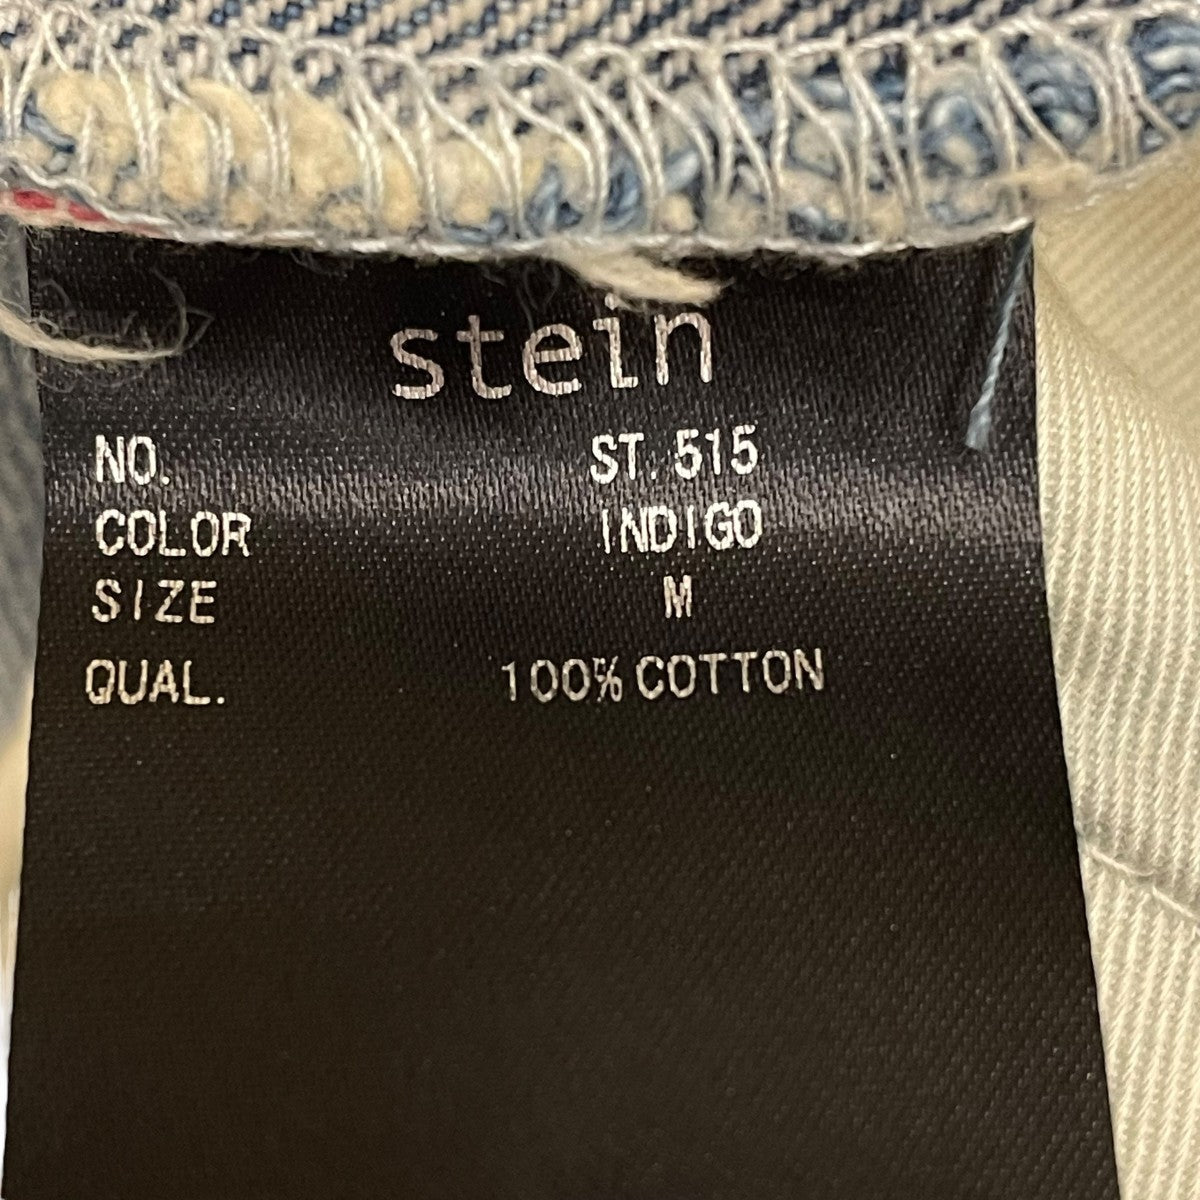 stein
NO. ST. 515
COLOR INDIGO
SIZE M
QUAL. 100% COTTON